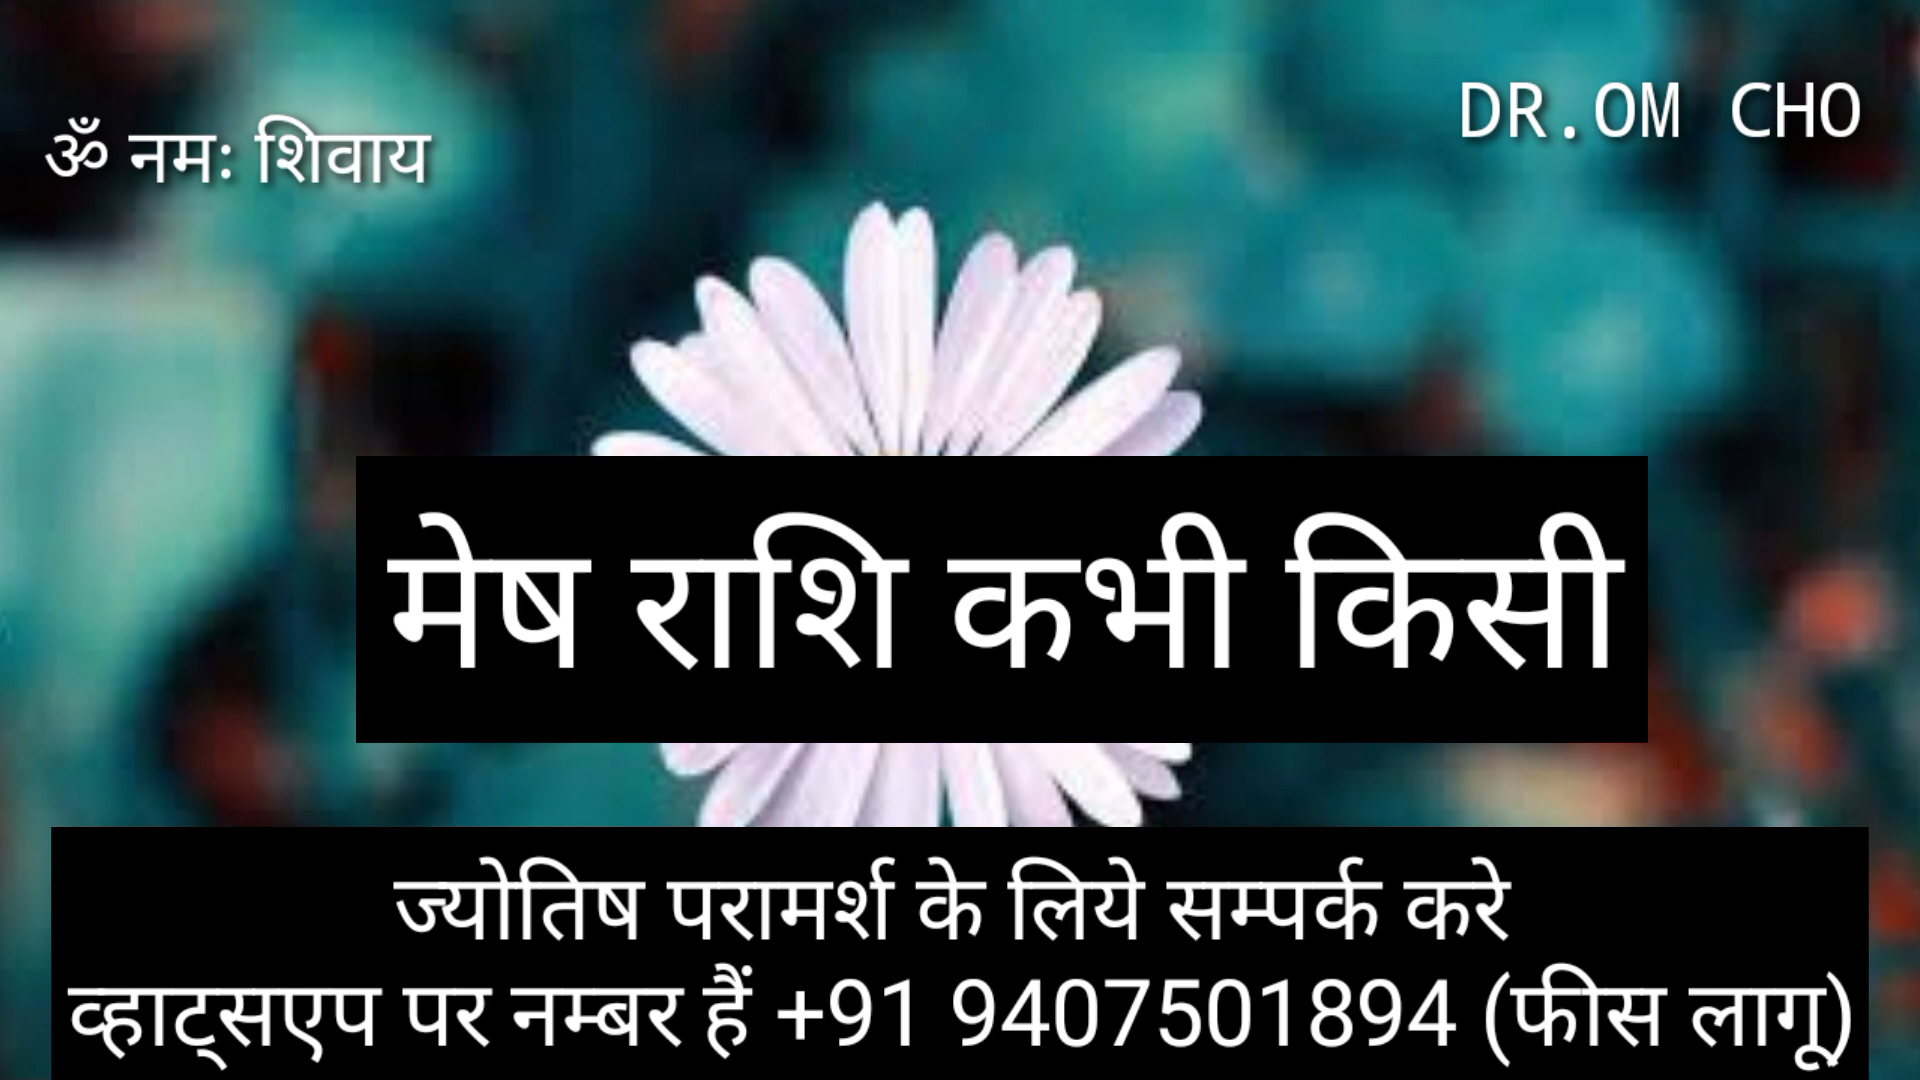 DR.OM CHO
ॐ नमः शिवाय
मेष राशि कभी किसी
ज्योतिष परामर्श के लिये सम्पर्क करे
व्हाट्सएप पर नम्बर हैं +91 9407501894 (फीस लागू)